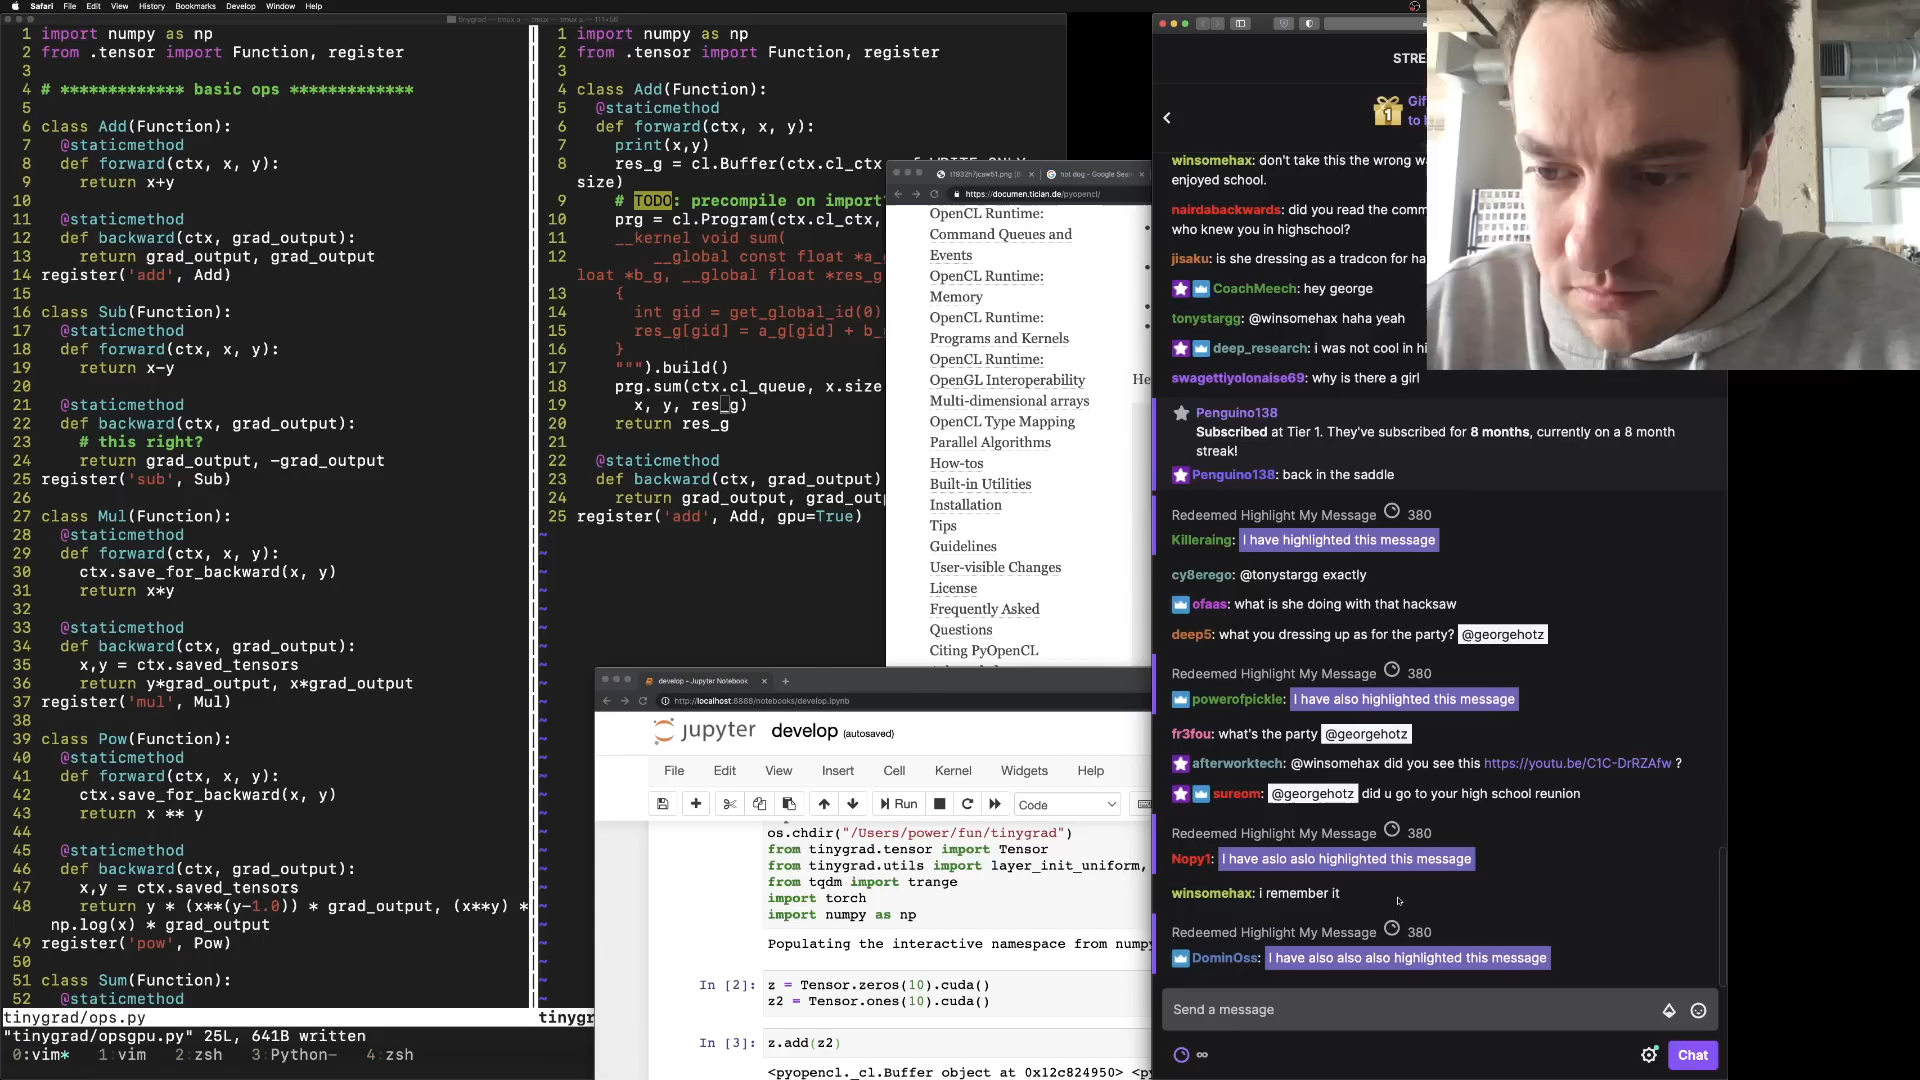 Safari File Edit View History Bookmarks Develop Window Help
tinygrad — tmux a — tmux — tmux a — 111×56
1 import numpy as np
2 from .tensor import Function, register
3
4 # ************* basic ops *************
5
6 class Add(Function):
7   @staticmethod
8   def forward(ctx, x, y):
9     return x+y
10
11   @staticmethod
12   def backward(ctx, grad_output):
13     return grad_output, grad_output
14 register('add', Add)
15
16 class Sub(Function):
17   @staticmethod
18   def forward(ctx, x, y):
19     return x-y
20
21   @staticmethod
22   def backward(ctx, grad_output):
23     # this right?
24     return grad_output, -grad_output
25 register('sub', Sub)
26
27 class Mul(Function):
28   @staticmethod
29   def forward(ctx, x, y):
30     ctx.save_for_backward(x, y)
31     return x*y
32
33   @staticmethod
34   def backward(ctx, grad_output):
35     x,y = ctx.saved_tensors
36     return y*grad_output, x*grad_output
37 register('mul', Mul)
38
39 class Pow(Function):
40   @staticmethod
41   def forward(ctx, x, y):
42     ctx.save_for_backward(x, y)
43     return x ** y
44
45   @staticmethod
46   def backward(ctx, grad_output):
47     x,y = ctx.saved_tensors
48     return y * (x**(y-1.0)) * grad_output, (x**y) *
np.log(x) * grad_output
49 register('pow', Pow)
50
51 class Sum(Function):
52   @staticmethod
tinygrad/ops.py
"tinygrad/opsgpu.py" 25L, 641B written
0:vim* 1:vim 2:zsh 3:Python- 4:zsh
1 import numpy as np
2 from .tensor import Function, register
3
4 class Add(Function):
5   @staticmethod
6   def forward(ctx, x, y):
7     print(x,y)
8     res_g = cl.Buffer(ctx.cl_ctx
size)
9     # TODO: precompile on import?
10     prg = cl.Program(ctx.cl_ctx,
11     __kernel void sum(
12         __global const float *a_
loat *b_g, __global float *res_g
13     {
14       int gid = get_global_id(0)
15       res_g[gid] = a_g[gid] + b_
16     }
17     """).build()
18     prg.sum(ctx.cl_queue, x.size
19       x, y, res_g)
20     return res_g
21
22   @staticmethod
23   def backward(ctx, grad_output)
24     return grad_output, grad_outp
25 register('add', Add, gpu=True)
tinygr
t1932h7jcaw51.png
hot dog - Google Sear
https://documen.tician.de/pyopencl/
OpenCL Runtime:
Command Queues and
Events
OpenCL Runtime:
Memory
OpenCL Runtime:
Programs and Kernels
OpenCL Runtime:
OpenGL Interoperability
Multi-dimensional arrays
OpenCL Type Mapping
Parallel Algorithms
How-tos
Built-in Utilities
Installation
Tips
Guidelines
User-visible Changes
License
Frequently Asked
Questions
Citing PyOpenCL
He
develop - Jupyter Notebook
http://localhost:8888/notebooks/develop.ipynb
jupyter develop (autosaved)
File Edit View Insert Cell Kernel Widgets Help
Run Code
os.chdir("/Users/power/fun/tinygrad")
from tinygrad.tensor import Tensor
from tinygrad.utils import layer_init_uniform,
from tqdm import trange
import torch
import numpy as np
Populating the interactive namespace from nump
In [2]: z = Tensor.zeros(10).cuda()
z2 = Tensor.ones(10).cuda()
In [3]: z.add(z2)
<pyopencl._cl.Buffer object at 0x12c824950> <py
STRE
1
Gif
to b
winsomehax: don't take this the wrong w
enjoyed school.
nairdabackwards: did you read the comm
who knew you in highschool?
jisaku: is she dressing as a tradcon for ha
CoachMeech: hey george
tonystargg: @winsomehax haha yeah
deep_research: i was not cool in hi
swagettiyolonaise69: why is there a girl
Penguino138
Subscribed at Tier 1. They've subscribed for 8 months, currently on a 8 month
streak!
Penguino138: back in the saddle
Redeemed Highlight My Message 380
Killeraing: I have highlighted this message
cy8erego: @tonystargg exactly
ofaas: what is she doing with that hacksaw
deep5: what you dressing up as for the party? @georgehotz
Redeemed Highlight My Message 380
powerofpickle: I have also highlighted this message
fr3fou: what's the party @georgehotz
afterworktech: @winsomehax did you see this https://youtu.be/C1C-DrRZAfw ?
sureom: @georgehotz did u go to your high school reunion
Redeemed Highlight My Message 380
Nopy1: I have aslo aslo highlighted this message
winsomehax: i remember it
Redeemed Highlight My Message 380
DominOss: I have also also also highlighted this message
Send a message
∞
Chat